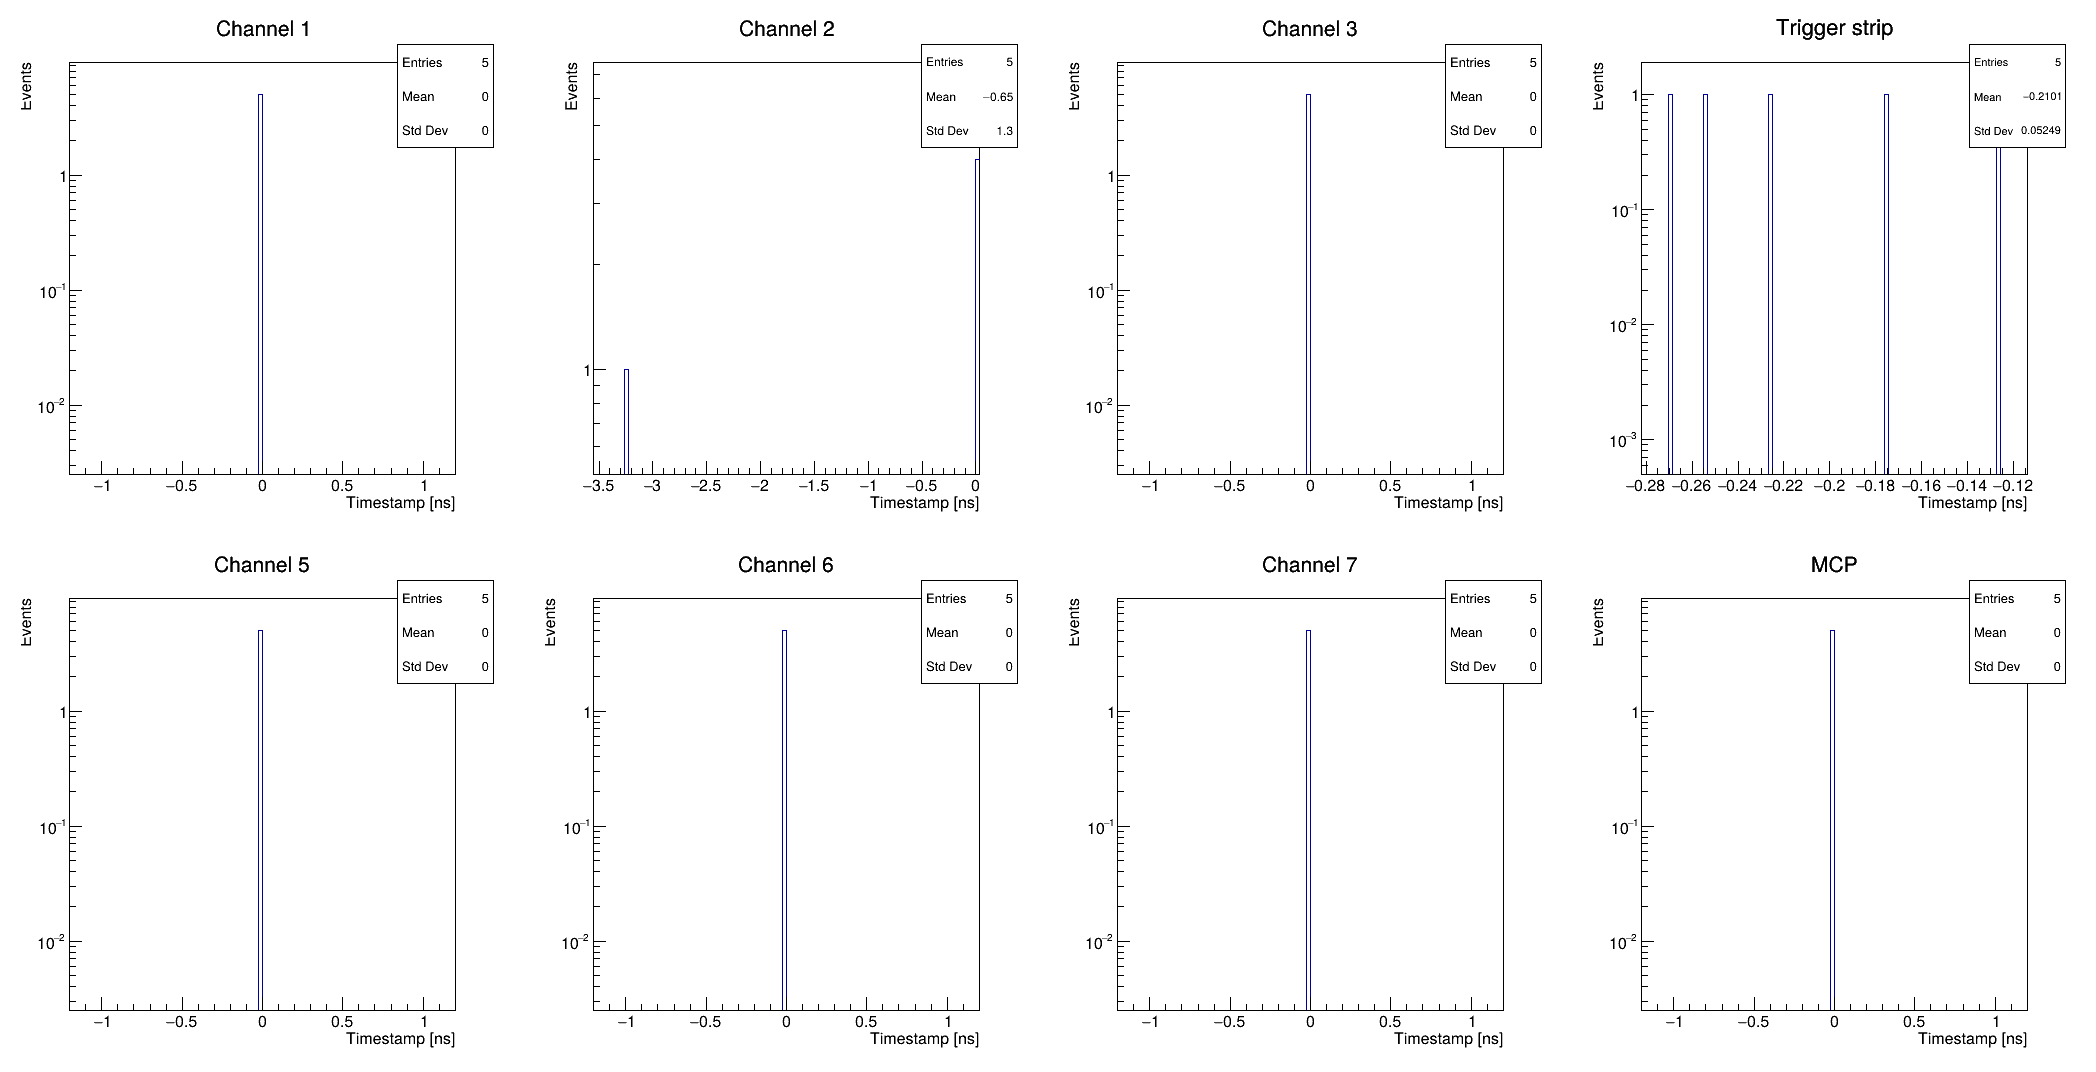 Channel 1
Events
Entries 5
Mean 0
Std Dev 0
1
10⁻¹
10⁻²
−1 −0.5 0 0.5 1
Timestamp [ns]
Channel 2
Events
Entries 5
Mean −0.65
Std Dev 1.3
1
−3.5 −3 −2.5 −2 −1.5 −1 −0.5 0
Timestamp [ns]
Channel 3
Events
Entries 5
Mean 0
Std Dev 0
1
10⁻¹
10⁻²
−1 −0.5 0 0.5 1
Timestamp [ns]
Trigger strip
Events
Entries 5
Mean −0.2101
Std Dev 0.05249
1
10⁻¹
10⁻²
10⁻³
−0.28 −0.26 −0.24 −0.22 −0.2 −0.18 −0.16 −0.14 −0.12
Timestamp [ns]
Channel 5
Events
Entries 5
Mean 0
Std Dev 0
1
10⁻¹
10⁻²
−1 −0.5 0 0.5 1
Timestamp [ns]
Channel 6
Events
Entries 5
Mean 0
Std Dev 0
1
10⁻¹
10⁻²
−1 −0.5 0 0.5 1
Timestamp [ns]
Channel 7
Events
Entries 5
Mean 0
Std Dev 0
1
10⁻¹
10⁻²
−1 −0.5 0 0.5 1
Timestamp [ns]
MCP
Events
Entries 5
Mean 0
Std Dev 0
1
10⁻¹
10⁻²
−1 −0.5 0 0.5 1
Timestamp [ns]